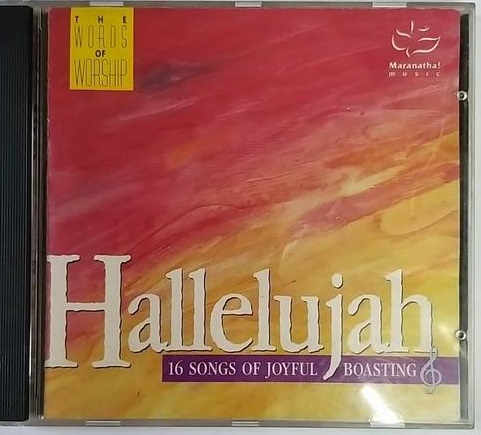 THE
WORDS
OF
WORSHIP
Maranatha!
MUSIC
Hallelujah
16 SONGS OF JOYFUL BOASTING